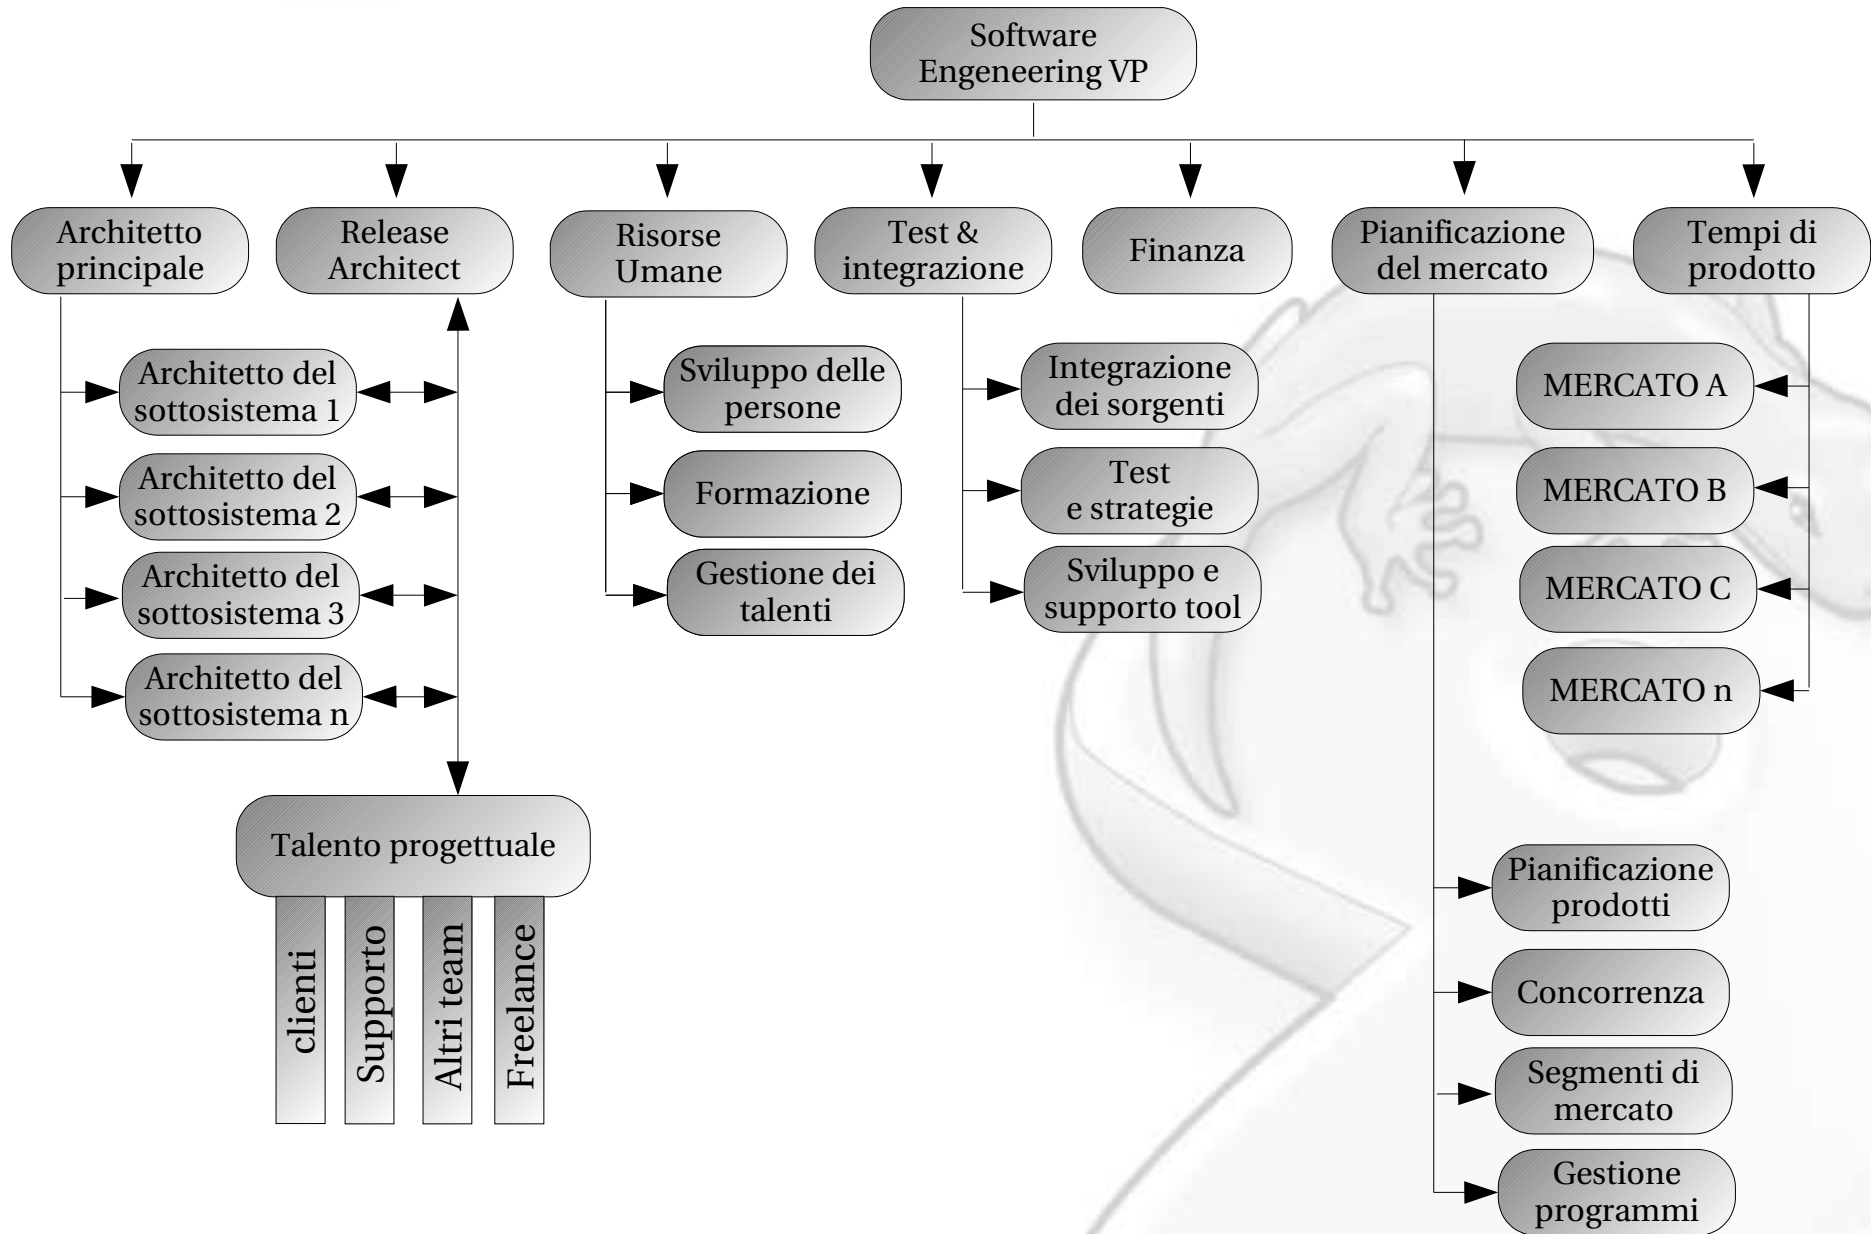 Software
Engeneering VP
Architetto
principale
Release
Architect
Risorse
Umane
Test &
integrazione
Finanza
Pianificazione
del mercato
Tempi di
prodotto
Architetto del
sottosistema 1
Architetto del
sottosistema 2
Architetto del
sottosistema 3
Architetto del
sottosistema n
Sviluppo delle
persone
Formazione
Gestione dei
talenti
Integrazione
dei sorgenti
Test
e strategie
Sviluppo e
supporto tool
MERCATO A
MERCATO B
MERCATO C
MERCATO n
Talento progettuale
clienti
Supporto
Altri team
Freelance
Pianificazione
prodotti
Concorrenza
Segmenti di
mercato
Gestione
programmi